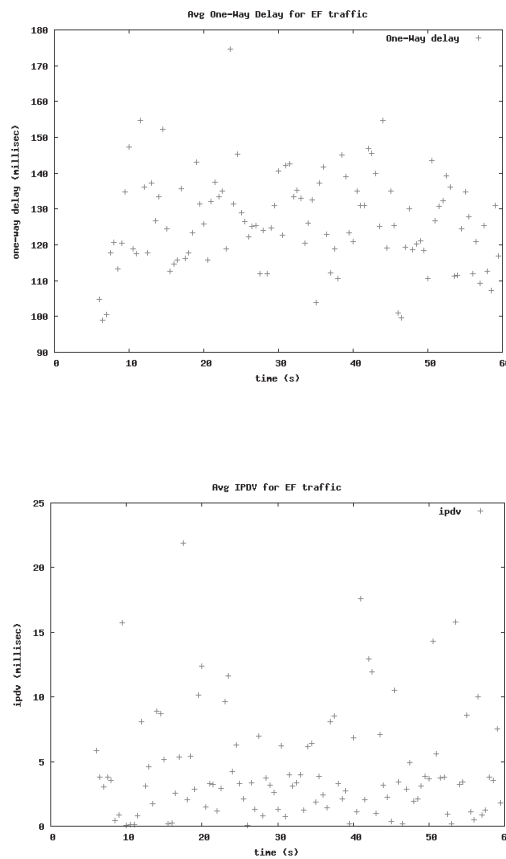 Avg One-Way Delay for EF traffic
180
One-Way delay
170
160
150
140
130
120
110
100
90
one-way delay (millisec)
0 10 20 30 40 50 60
time (s)
Avg IPDV for EF traffic
25
ipdv
20
15
10
5
0
ipdv (millisec)
0 10 20 30 40 50 60
time (s)